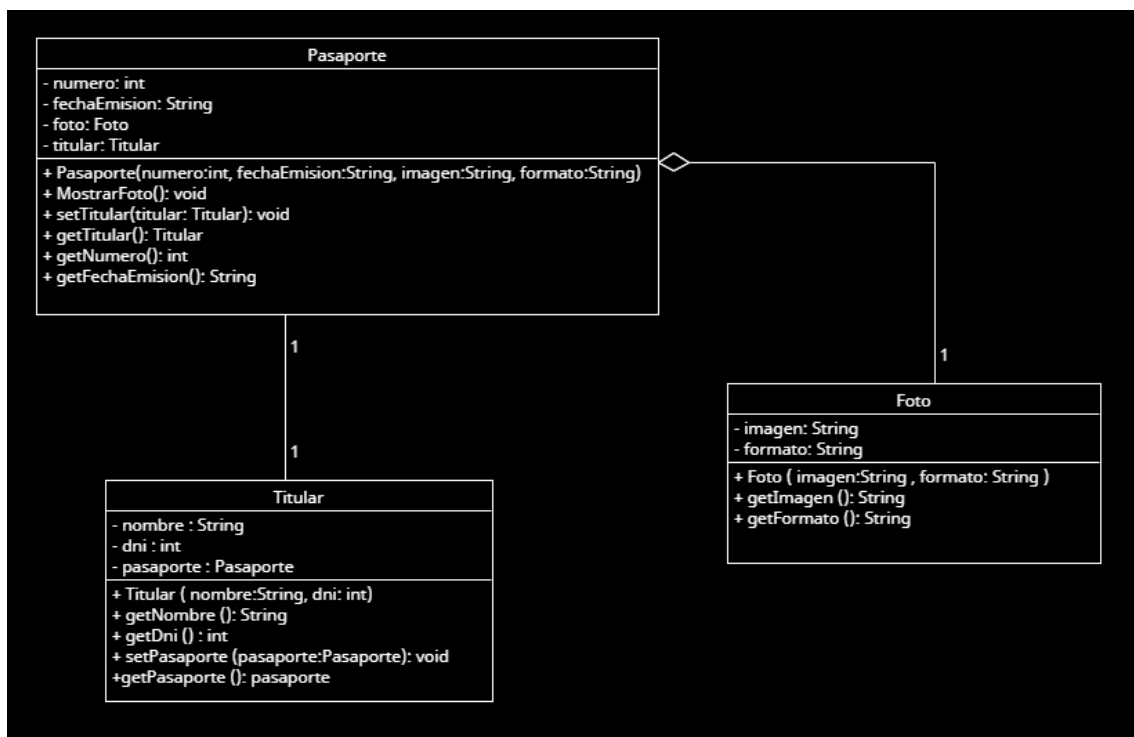 Pasaporte
- numero: int
- fechaEmision: String
- foto: Foto
- titular: Titular
+ Pasaporte(numero:int, fechaEmision:String, imagen:String, formato:String)
+ MostrarFoto(): void
+ setTitular(titular: Titular): void
+ getTitular(): Titular
+ getNumero(): int
+ getFechaEmision(): String
1
1
1
Foto
- imagen: String
- formato: String
+ Foto ( imagen:String , formato: String )
+ getImagen (): String
+ getFormato (): String
Titular
- nombre : String
- dni : int
- pasaporte : Pasaporte
+ Titular ( nombre:String, dni: int)
+ getNombre (): String
+ getDni () : int
+ setPasaporte (pasaporte:Pasaporte): void
+getPasaporte (): pasaporte